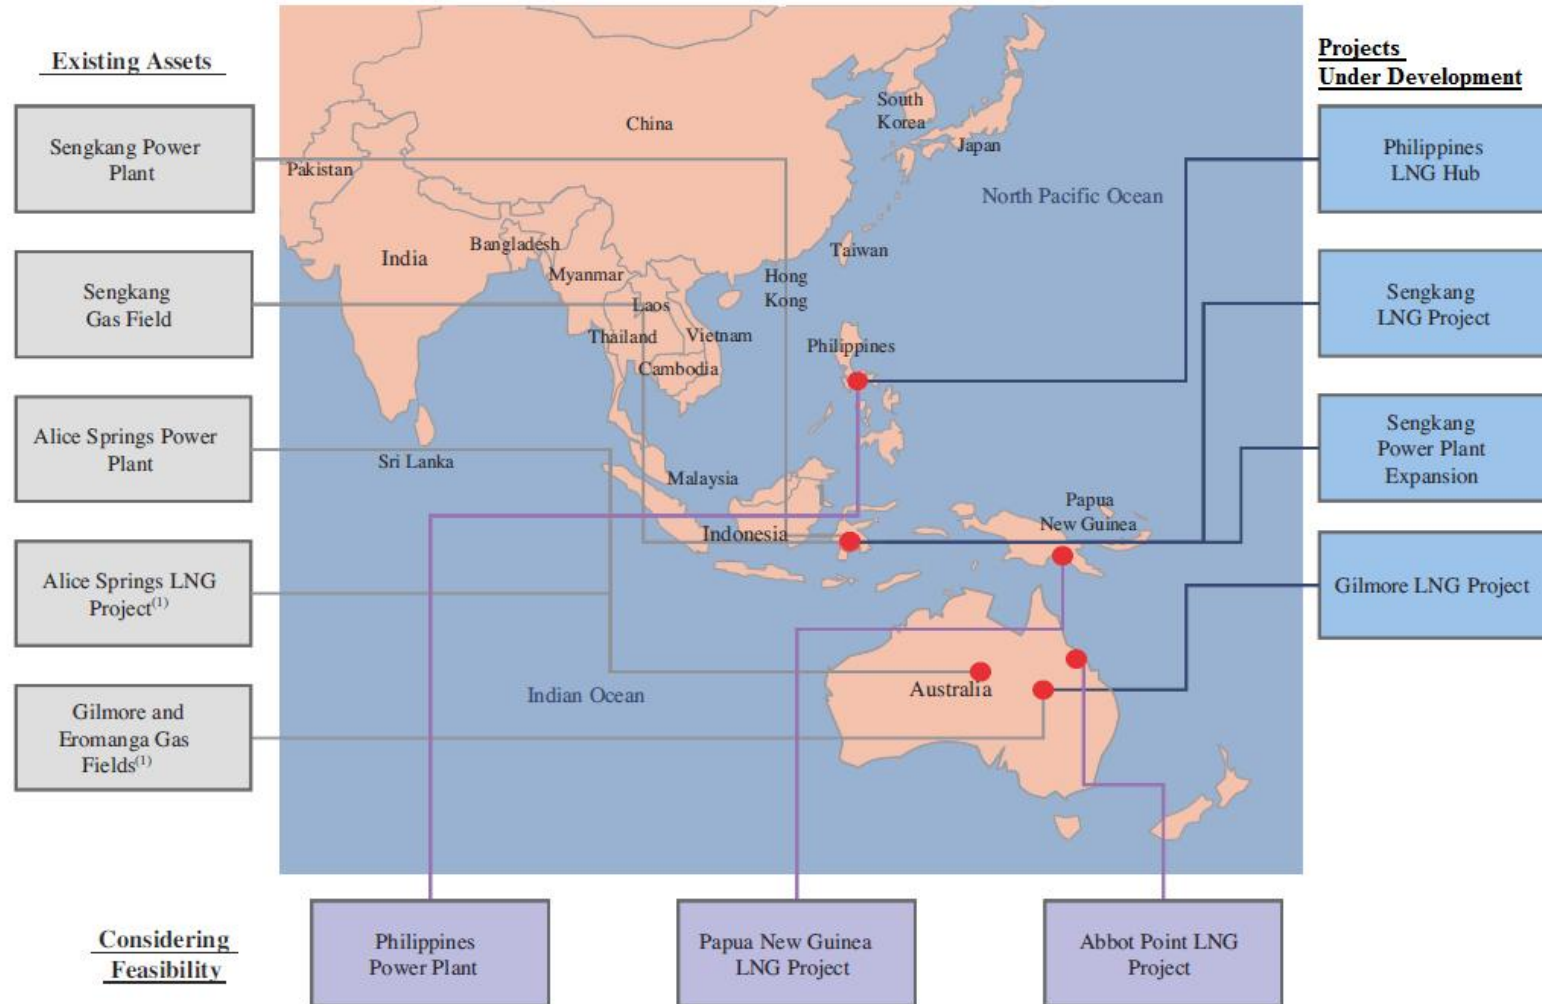 Existing Assets
Sengkang Power
Plant
Sengkang
Gas Field
Alice Springs Power
Plant
Alice Springs LNG
Project(1)
Gilmore and
Eromanga Gas
Fields(1)
China
South
Korea
Japan
Pakistan
North Pacific Ocean
India
Bangladesh
Myanmar
Taiwan
Hong
Kong
Laos
Thailand
Vietnam
Cambodia
Philippines
Sri Lanka
Malaysia
Indonesia
Papua
New Guinea
Indian Ocean
Australia
Projects
Under Development
Philippines
LNG Hub
Sengkang
LNG Project
Sengkang
Power Plant
Expansion
Gilmore LNG Project
Considering
Feasibility
Philippines
Power Plant
Papua New Guinea
LNG Project
Abbot Point LNG
Project